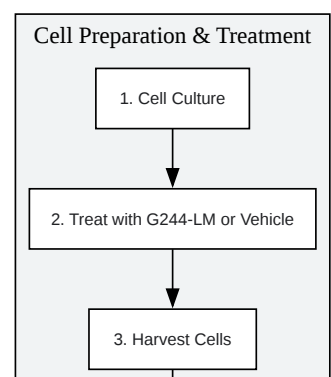 Cell Preparation & Treatment
1. Cell Culture
2. Treat with G244-LM or Vehicle
3. Harvest Cells